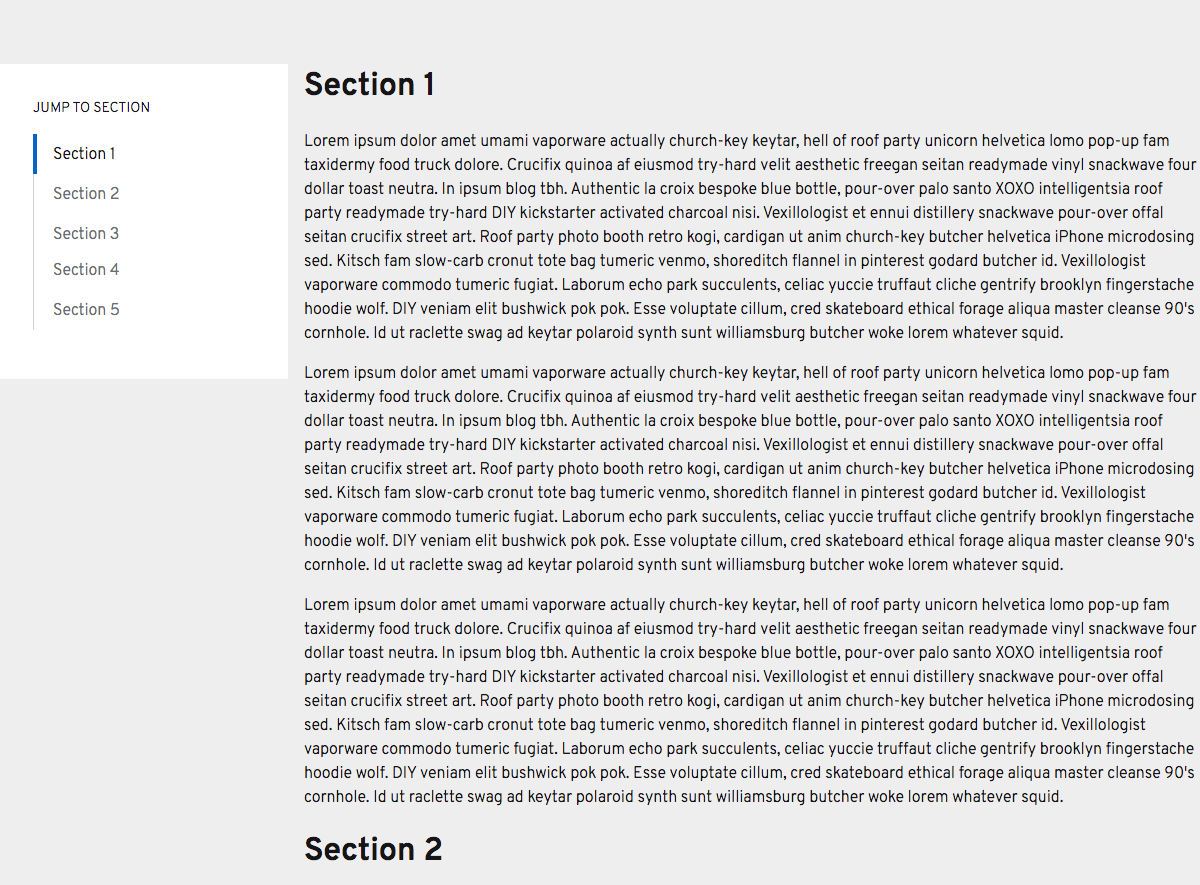 JUMP TO SECTION
Section 1
Section 2
Section 3
Section 4
Section 5
Section 1
Lorem ipsum dolor amet umami vaporware actually church-key keytar, hell of roof party unicorn helvetica lomo pop-up fam
taxidermy food truck dolore. Crucifix quinoa af eiusmod try-hard velit aesthetic freegan seitan readymade vinyl snackwave four
dollar toast neutra. In ipsum blog tbh. Authentic la croix bespoke blue bottle, pour-over palo santo XOXO intelligentsia roof
party readymade try-hard DIY kickstarter activated charcoal nisi. Vexillologist et ennui distillery snackwave pour-over offal
seitan crucifix street art. Roof party photo booth retro kogi, cardigan ut anim church-key butcher helvetica iPhone microdosing
sed. Kitsch fam slow-carb cronut tote bag tumeric venmo, shoreditch flannel in pinterest godard butcher id. Vexillologist
vaporware commodo tumeric fugiat. Laborum echo park succulents, celiac yuccie truffaut cliche gentrify brooklyn fingerstache
hoodie wolf. DIY veniam elit bushwick pok pok. Esse voluptate cillum, cred skateboard ethical forage aliqua master cleanse 90's
cornhole. Id ut raclette swag ad keytar polaroid synth sunt williamsburg butcher woke lorem whatever squid.
Lorem ipsum dolor amet umami vaporware actually church-key keytar, hell of roof party unicorn helvetica lomo pop-up fam
taxidermy food truck dolore. Crucifix quinoa af eiusmod try-hard velit aesthetic freegan seitan readymade vinyl snackwave four
dollar toast neutra. In ipsum blog tbh. Authentic la croix bespoke blue bottle, pour-over palo santo XOXO intelligentsia roof
party readymade try-hard DIY kickstarter activated charcoal nisi. Vexillologist et ennui distillery snackwave pour-over offal
seitan crucifix street art. Roof party photo booth retro kogi, cardigan ut anim church-key butcher helvetica iPhone microdosing
sed. Kitsch fam slow-carb cronut tote bag tumeric venmo, shoreditch flannel in pinterest godard butcher id. Vexillologist
vaporware commodo tumeric fugiat. Laborum echo park succulents, celiac yuccie truffaut cliche gentrify brooklyn fingerstache
hoodie wolf. DIY veniam elit bushwick pok pok. Esse voluptate cillum, cred skateboard ethical forage aliqua master cleanse 90's
cornhole. Id ut raclette swag ad keytar polaroid synth sunt williamsburg butcher woke lorem whatever squid.
Lorem ipsum dolor amet umami vaporware actually church-key keytar, hell of roof party unicorn helvetica lomo pop-up fam
taxidermy food truck dolore. Crucifix quinoa af eiusmod try-hard velit aesthetic freegan seitan readymade vinyl snackwave four
dollar toast neutra. In ipsum blog tbh. Authentic la croix bespoke blue bottle, pour-over palo santo XOXO intelligentsia roof
party readymade try-hard DIY kickstarter activated charcoal nisi. Vexillologist et ennui distillery snackwave pour-over offal
seitan crucifix street art. Roof party photo booth retro kogi, cardigan ut anim church-key butcher helvetica iPhone microdosing
sed. Kitsch fam slow-carb cronut tote bag tumeric venmo, shoreditch flannel in pinterest godard butcher id. Vexillologist
vaporware commodo tumeric fugiat. Laborum echo park succulents, celiac yuccie truffaut cliche gentrify brooklyn fingerstache
hoodie wolf. DIY veniam elit bushwick pok pok. Esse voluptate cillum, cred skateboard ethical forage aliqua master cleanse 90's
cornhole. Id ut raclette swag ad keytar polaroid synth sunt williamsburg butcher woke lorem whatever squid.
Section 2